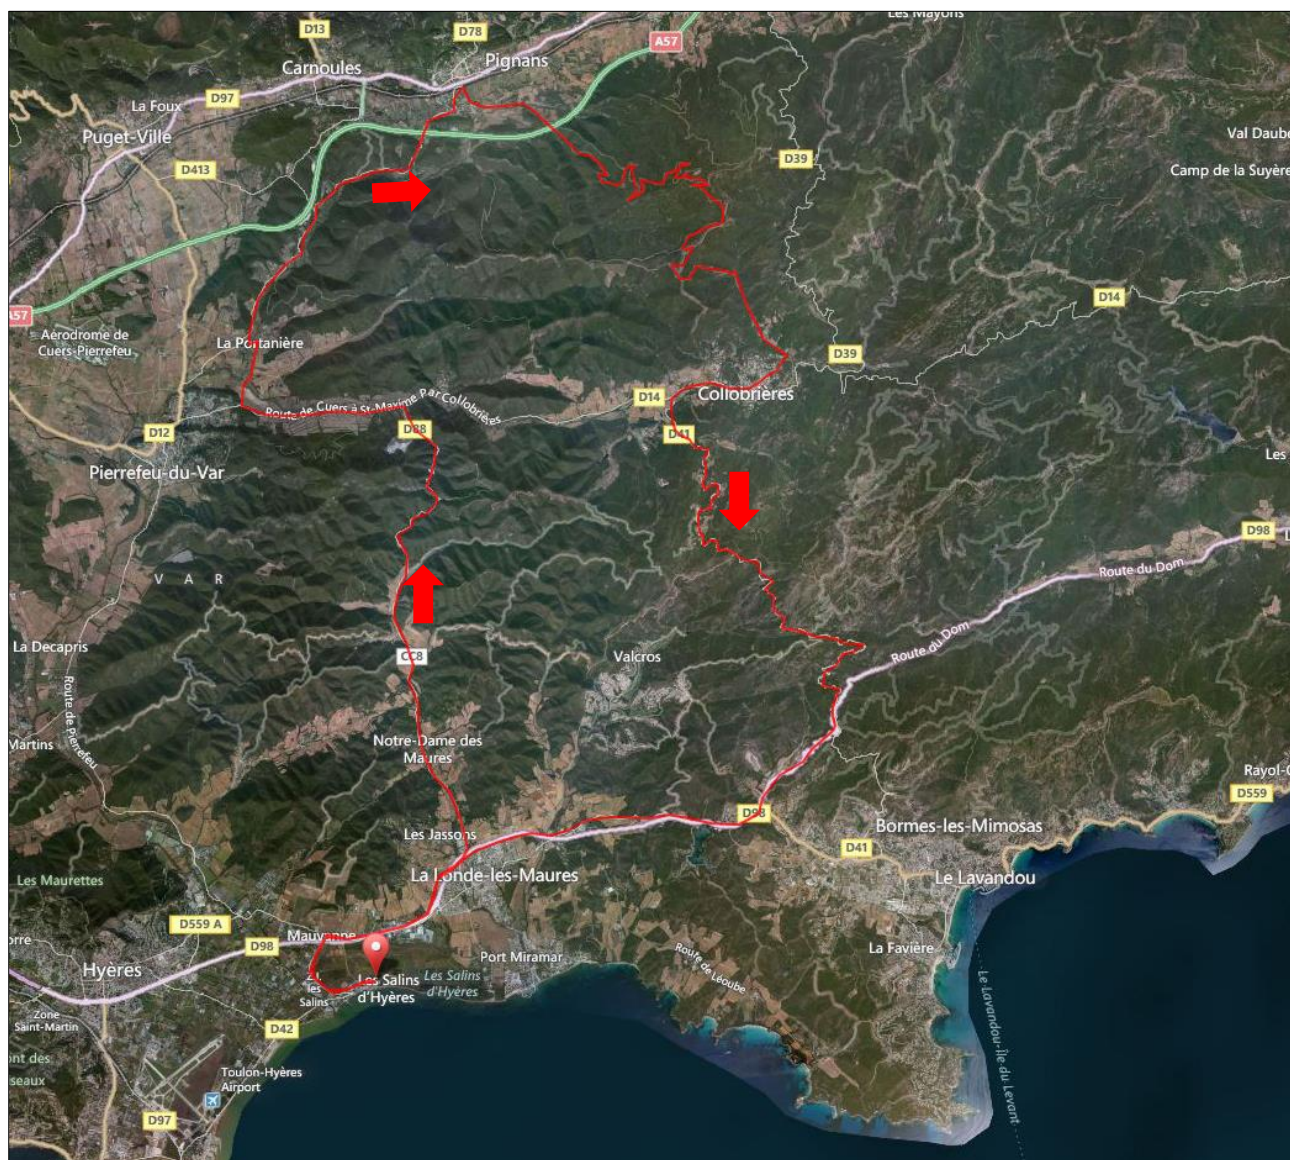 Les Mayons
D13
D78
A57
Carnoules
Pignans
La Foux
D97
Puget-Ville
Val Daube
D413
D39
Camp de la Suyère
D14
A57
Aérodrome de
Cuers-Pierrefeu
La Portanière
D39
D14
Collobrières
Route de Cuers à St-Maxime Par Collobrières
D12
D88
D41
Pierrefeu-du-Var
Les
D98
L
Route du Dom
VAR
La Decapris
Route du Dom
Valcros
CC8
Route de Pierrefeu
Martins
Notre-Dame des
Maures
Rayol-C
D559
D98
Les Jassons
Bormes-les-Mimosas
D41
La Londe-les-Maures
Le Lavandou
Les Maurettes
D559 A
Mauvanne
D98
La Favière
Port Miramar
Hyères
Les Salins
d'Hyères
Les Salins
d'Hyères
les
Salins
Route de Léoube
Zone
Saint-Martin
D42
Le Lavandou-Île du Levant
ont des
seaux
Toulon-Hyères
Airport
D97